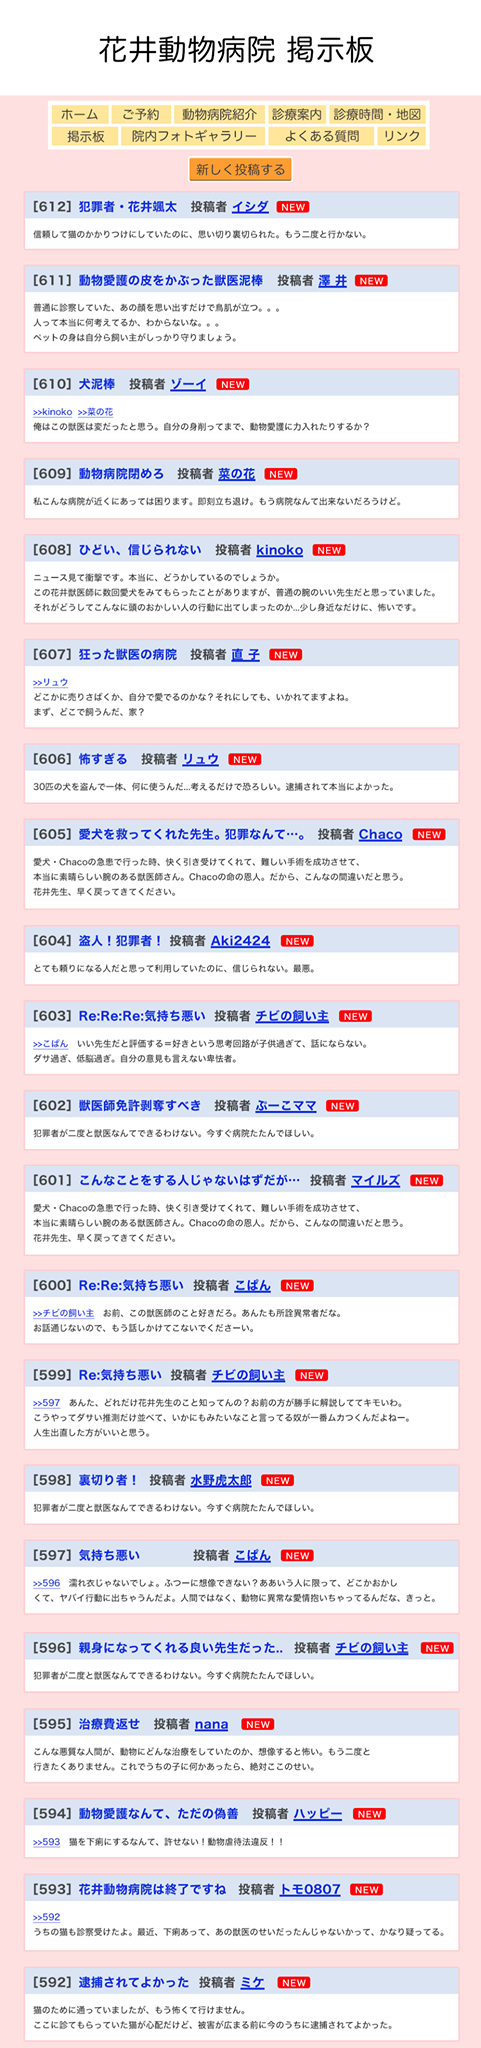 花井動物病院 掲示板
ホーム ご予約 動物病院紹介 診療案内 診療時間・地図
掲示板 院内フォトギャラリー よくある質問 リンク
新しく投稿する
[612] 犯罪者・花井颯太 投稿者 イシダ NEW
信頼して猫のかかりつけにしていたのに、思い切り裏切られた。もう二度と行かない。
[611] 動物愛護の皮をかぶった獣医泥棒 投稿者 澤 井 NEW
普通に診察していた、あの顔を思い出すだけで鳥肌が立つ。。。
人って本当に何考えてるか、わからないな。。。
ペットの身は自分ら飼い主がしっかり守りましょう。
[610] 犬泥棒 投稿者 ゾーイ NEW
>>kinoko >>菜の花
俺はこの獣医は変だったと思う。自分の身削ってまで、動物愛護に力入れたりするか？
[609] 動物病院閉めろ 投稿者 菜の花 NEW
私こんな病院が近くにあっては困ります。即刻立ち退け。もう病院なんて出来ないだろうけど。
[608] ひどい、信じられない 投稿者 kinoko NEW
ニュース見て衝撃です。本当に、どうかしているのでしょうか。
この花井獣医師に数回愛犬をみてもらったことがありますが、普通の腕のいい先生だと思っていました。
それがどうしてこんなに頭のおかしい人の行動に出てしまったのか...少し身近なだけに、怖いです。
[607] 狂った獣医の病院 投稿者 直 子 NEW
>>リュウ
どこかに売りさばくか、自分で愛でるのかな？それにしても、いかれてますよね。
まず、どこで飼うんだ、家？
[606] 怖すぎる 投稿者 リュウ NEW
30匹の犬を盗んで一体、何に使うんだ...考えるだけで恐ろしい。逮捕されて本当によかった。
[605] 愛犬を救ってくれた先生。犯罪なんて…。 投稿者 Chaco NEW
愛犬・Chacoの急患で行った時、快く引き受けてくれて、難しい手術を成功させて、
本当に素晴らしい腕のある獣医師さん。Chacoの命の恩人。だから、こんなの間違いだと思う。
花井先生、早く戻ってきてください。
[604] 盗人！犯罪者！ 投稿者 Aki2424 NEW
とても頼りになる人だと思って利用していたのに、信じられない。最悪。
[603] Re:Re:Re:気持ち悪い 投稿者 チビの飼い主 NEW
>>こぱん いい先生だと評価する＝好きという思考回路が子供過ぎて、話にならない。
ダサ過ぎ、低脳過ぎ。自分の意見も言えない卑怯者。
[602] 獣医師免許剥奪すべき 投稿者 ぷーこママ NEW
犯罪者が二度と獣医なんてできるわけない。今すぐ病院たたんでほしい。
[601] こんなことをする人じゃないはずだが… 投稿者 マイルズ NEW
愛犬・Chacoの急患で行った時、快く引き受けてくれて、難しい手術を成功させて、
本当に素晴らしい腕のある獣医師さん。Chacoの命の恩人。だから、こんなの間違いだと思う。
花井先生、早く戻ってきてください。
[600] Re:Re:気持ち悪い 投稿者 こぱん NEW
>>チビの飼い主 お前、この獣医師のこと好きだろ。あんたも所詮異常者だな。
お話通じないので、もう話しかけてこないでくださーい。
[599] Re:気持ち悪い 投稿者 チビの飼い主 NEW
>>597 あんた、どれだけ花井先生のこと知ってんの？お前の方が勝手に解説しててキモいわ。
こうやってダサい推測だけ並べて、いかにもみたいなこと言ってる奴が一番ムカつくんだよねー。
人生出直した方がいいと思う。
[598] 裏切り者！ 投稿者 水野虎太郎 NEW
犯罪者が二度と獣医なんてできるわけない。今すぐ病院たたんでほしい。
[597] 気持ち悪い 投稿者 こぱん NEW
>>596 濡れ衣じゃないでしょ。ふつーに想像できない？ああいう人に限って、どこかおかし
くて、ヤバイ行動に出ちゃうんだよ。人間ではなく、動物に異常な愛情抱いちゃってるんだな、きっと。
[596] 親身になってくれる良い先生だった.. 投稿者 チビの飼い主 NEW
犯罪者が二度と獣医なんてできるわけない。今すぐ病院たたんでほしい。
[595] 治療費返せ 投稿者 nana NEW
こんな悪質な人間が、動物にどんな治療をしていたのか、想像すると怖い。もう二度と
行きたくありません。これでうちの子に何かあったら、絶対ここのせい。
[594] 動物愛護なんて、ただの偽善 投稿者 ハッピー NEW
>>593 猫を下痢にするなんて、許せない！動物虐待法違反！！
[593] 花井動物病院は終了ですね 投稿者 トモ0807 NEW
>>592
うちの猫も診察受けたよ。最近、下痢あって、あの獣医のせいだったんじゃないかって、かなり疑ってる。
[592] 逮捕されてよかった 投稿者 ミケ NEW
猫のために通っていましたが、もう怖くて行けません。
ここに診てもらっていた猫が心配だけど、被害が広まる前に今のうちに逮捕されてよかった。